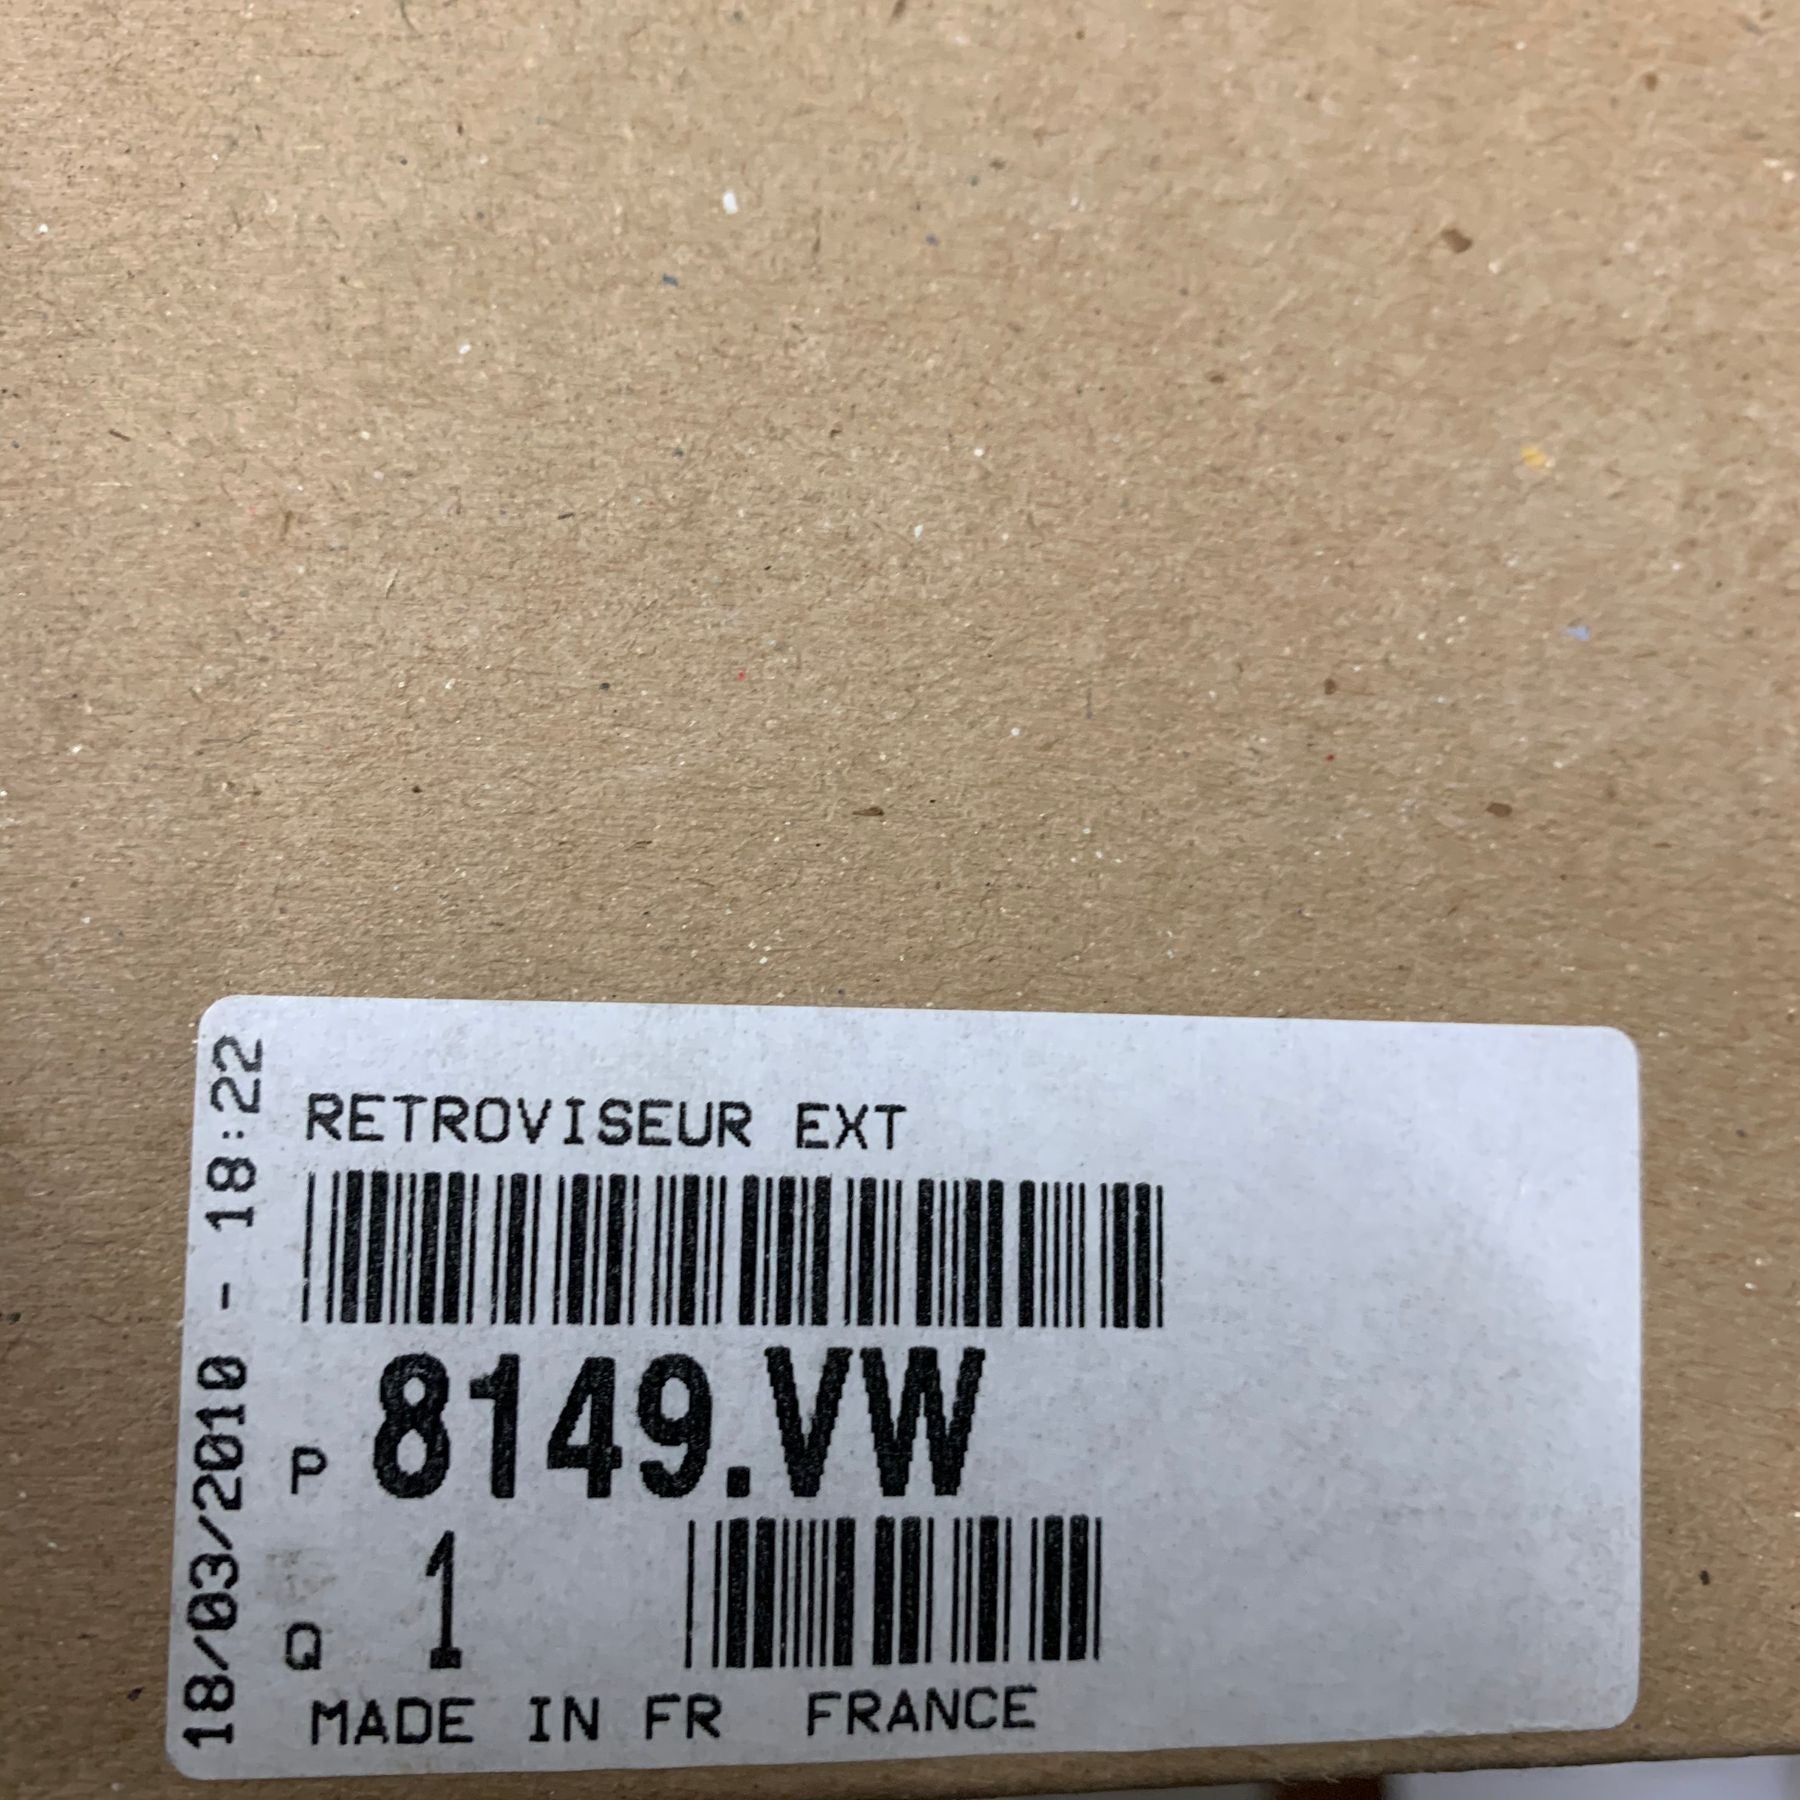 18/03/2010 - 18:22
RETROVISEUR EXT
P 8149.VW
Q 1
MADE IN FR FRANCE